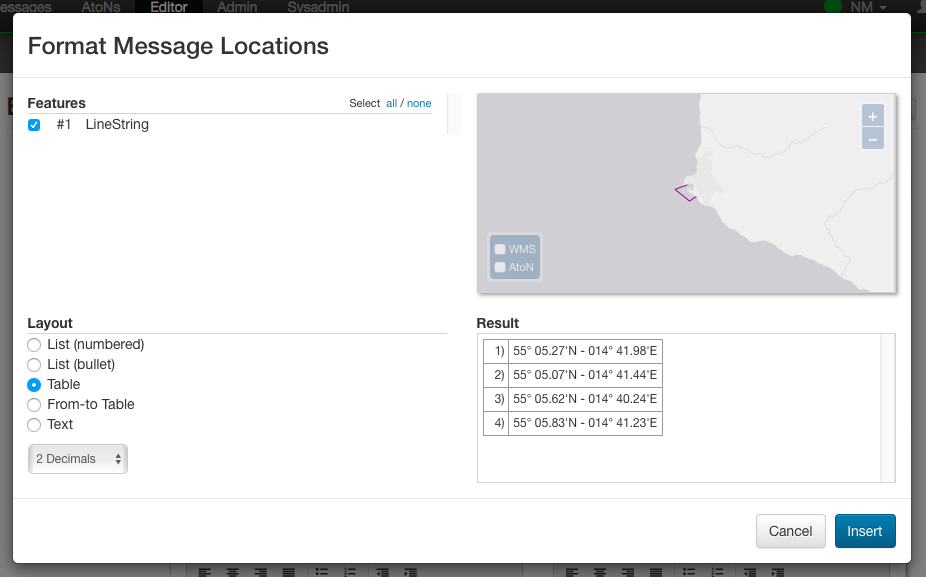 essages AtoNs Editor Admin Sysadmin NM
Format Message Locations
Features Select all / none
#1 LineString
+
−
WMS
AtoN
Layout
List (numbered)
List (bullet)
Table
From-to Table
Text
2 Decimals
Result
1) 55° 05.27'N - 014° 41.98'E
2) 55° 05.07'N - 014° 41.44'E
3) 55° 05.62'N - 014° 40.24'E
4) 55° 05.83'N - 014° 41.23'E
Cancel Insert